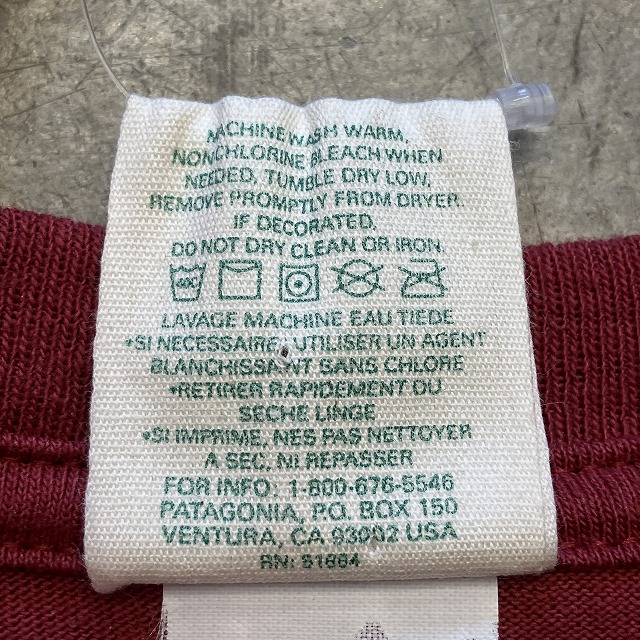 MACHINE WASH WARM,
NONCHLORINE BLEACH WHEN
NEEDED, TUMBLE DRY LOW,
REMOVE PROMPTLY FROM DRYER.
IF DECORATED,
DO NOT DRY CLEAN OR IRON
LAVAGE MACHINE EAU TIEDE
*SI NECESSAIRE, UTILISER UN AGENT
BLANCHISSANT SANS CHLORE
*RETIRER RAPIDEMENT DU
SECHE LINGE
*SI IMPRIME, NES PAS NETTOYER
A SEC, NI REPASSER
FOR INFO: 1-800-676-5546
PATAGONIA, P.O. BOX 150
VENTURA, CA 93002 USA
RN: 51884